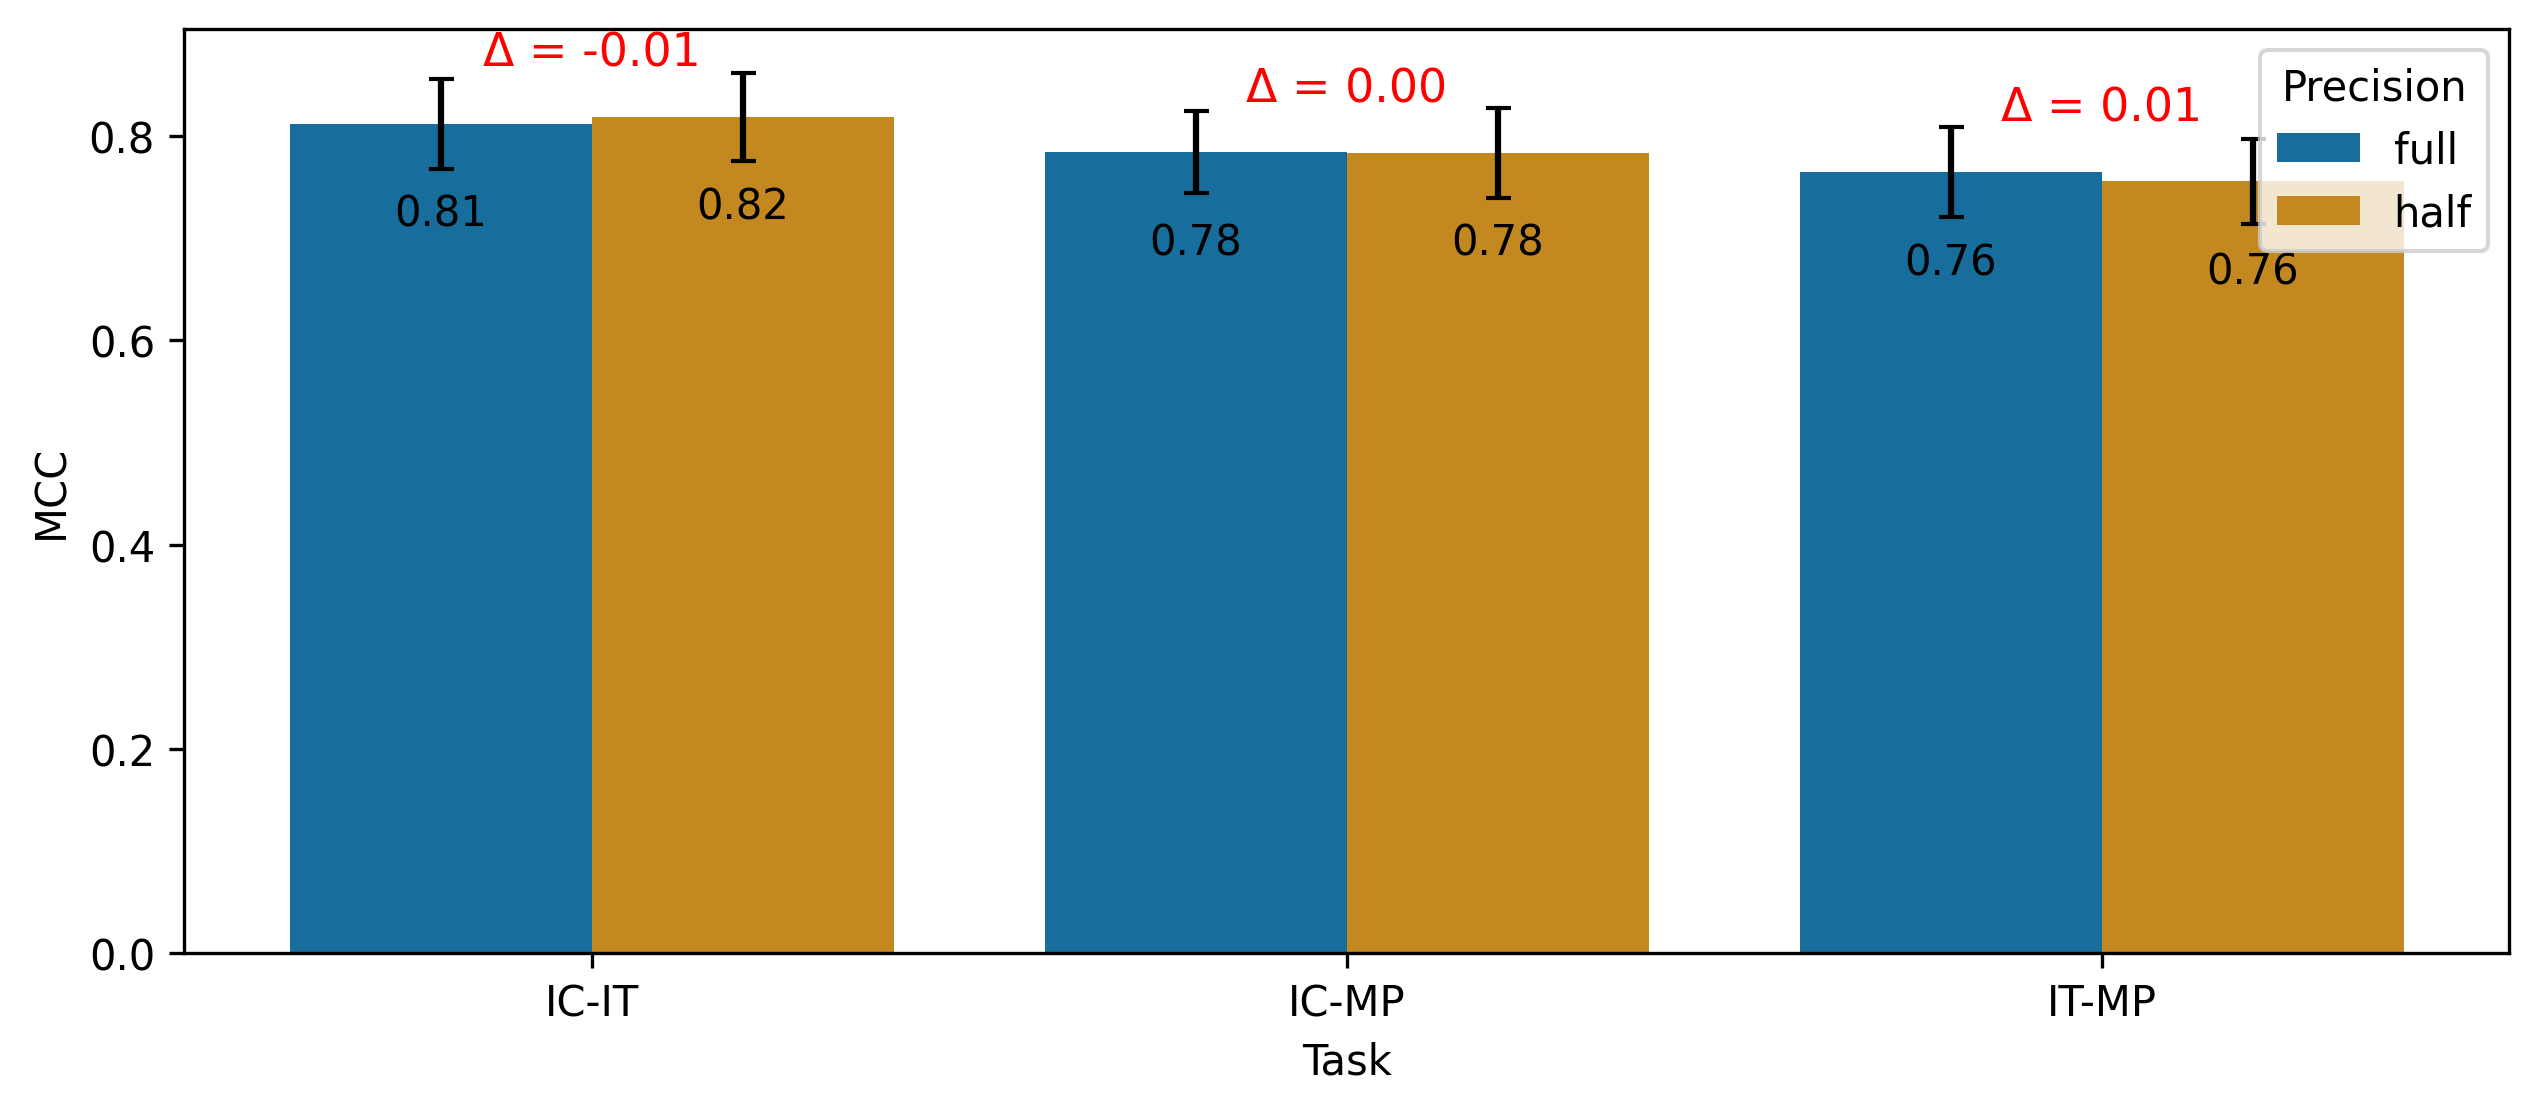 Δ = -0.01
Δ = 0.00
Δ = 0.01
Precision
full
half
0.81
0.82
0.78
0.78
0.76
0.76
0.8
0.6
0.4
0.2
0.0
MCC
IC-IT
IC-MP
IT-MP
Task